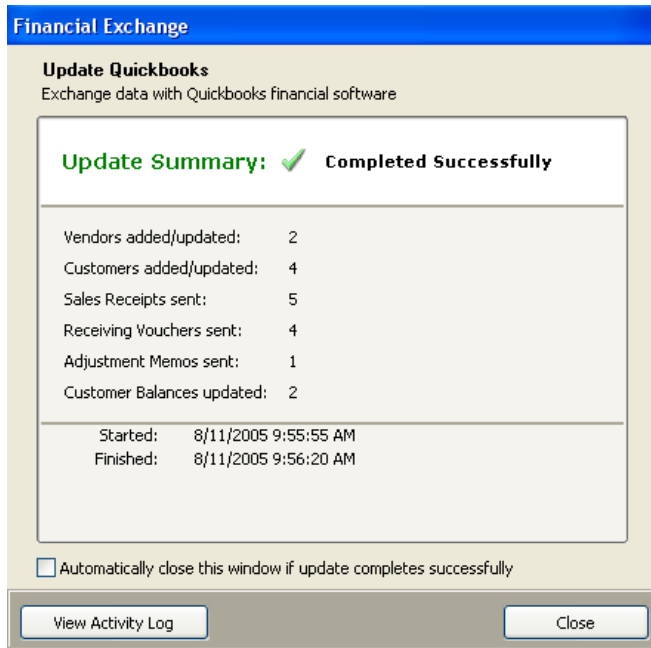 Financial Exchange
Update Quickbooks
Exchange data with Quickbooks financial software
Update Summary: Completed Successfully
Vendors added/updated: 2
Customers added/updated: 4
Sales Receipts sent: 5
Receiving Vouchers sent: 4
Adjustment Memos sent: 1
Customer Balances updated: 2
Started: 8/11/2005 9:55:55 AM
Finished: 8/11/2005 9:56:20 AM
Automatically close this window if update completes successfully
View Activity Log Close